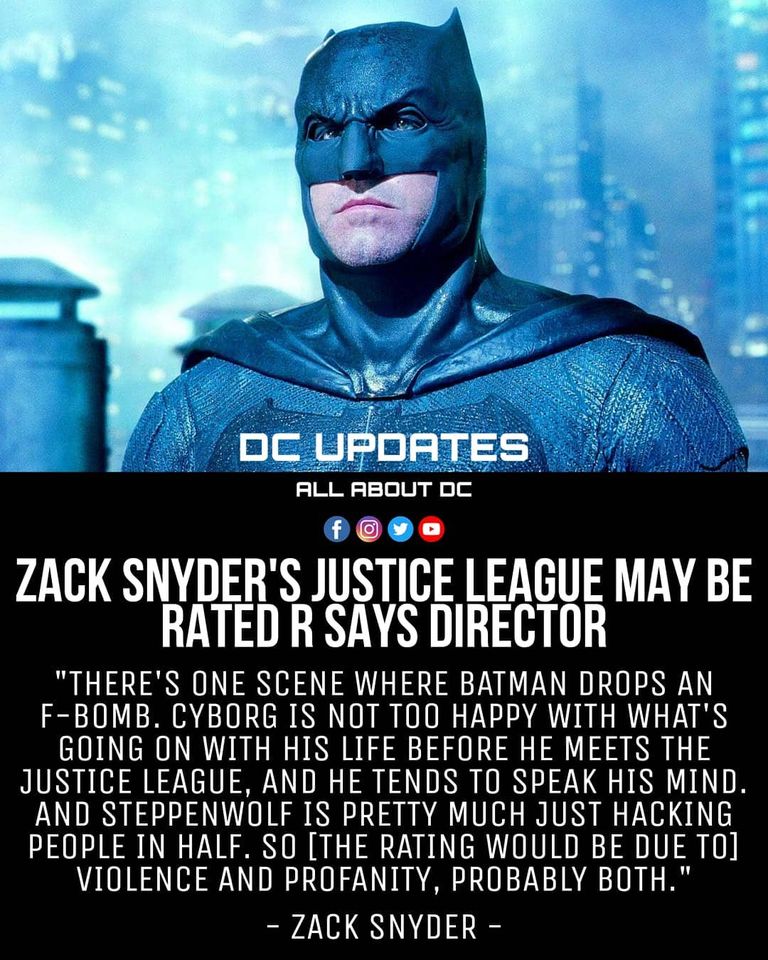 DC UPDATES
ALL ABOUT DC
ZACK SNYDER'S JUSTICE LEAGUE MAY BE
RATED R SAYS DIRECTOR
"THERE'S ONE SCENE WHERE BATMAN DROPS AN
F-BOMB. CYBORG IS NOT TOO HAPPY WITH WHAT'S
GOING ON WITH HIS LIFE BEFORE HE MEETS THE
JUSTICE LEAGUE, AND HE TENDS TO SPEAK HIS MIND.
AND STEPPENWOLF IS PRETTY MUCH JUST HACKING
PEOPLE IN HALF. SO [THE RATING WOULD BE DUE TO]
VIOLENCE AND PROFANITY, PROBABLY BOTH."
- ZACK SNYDER -